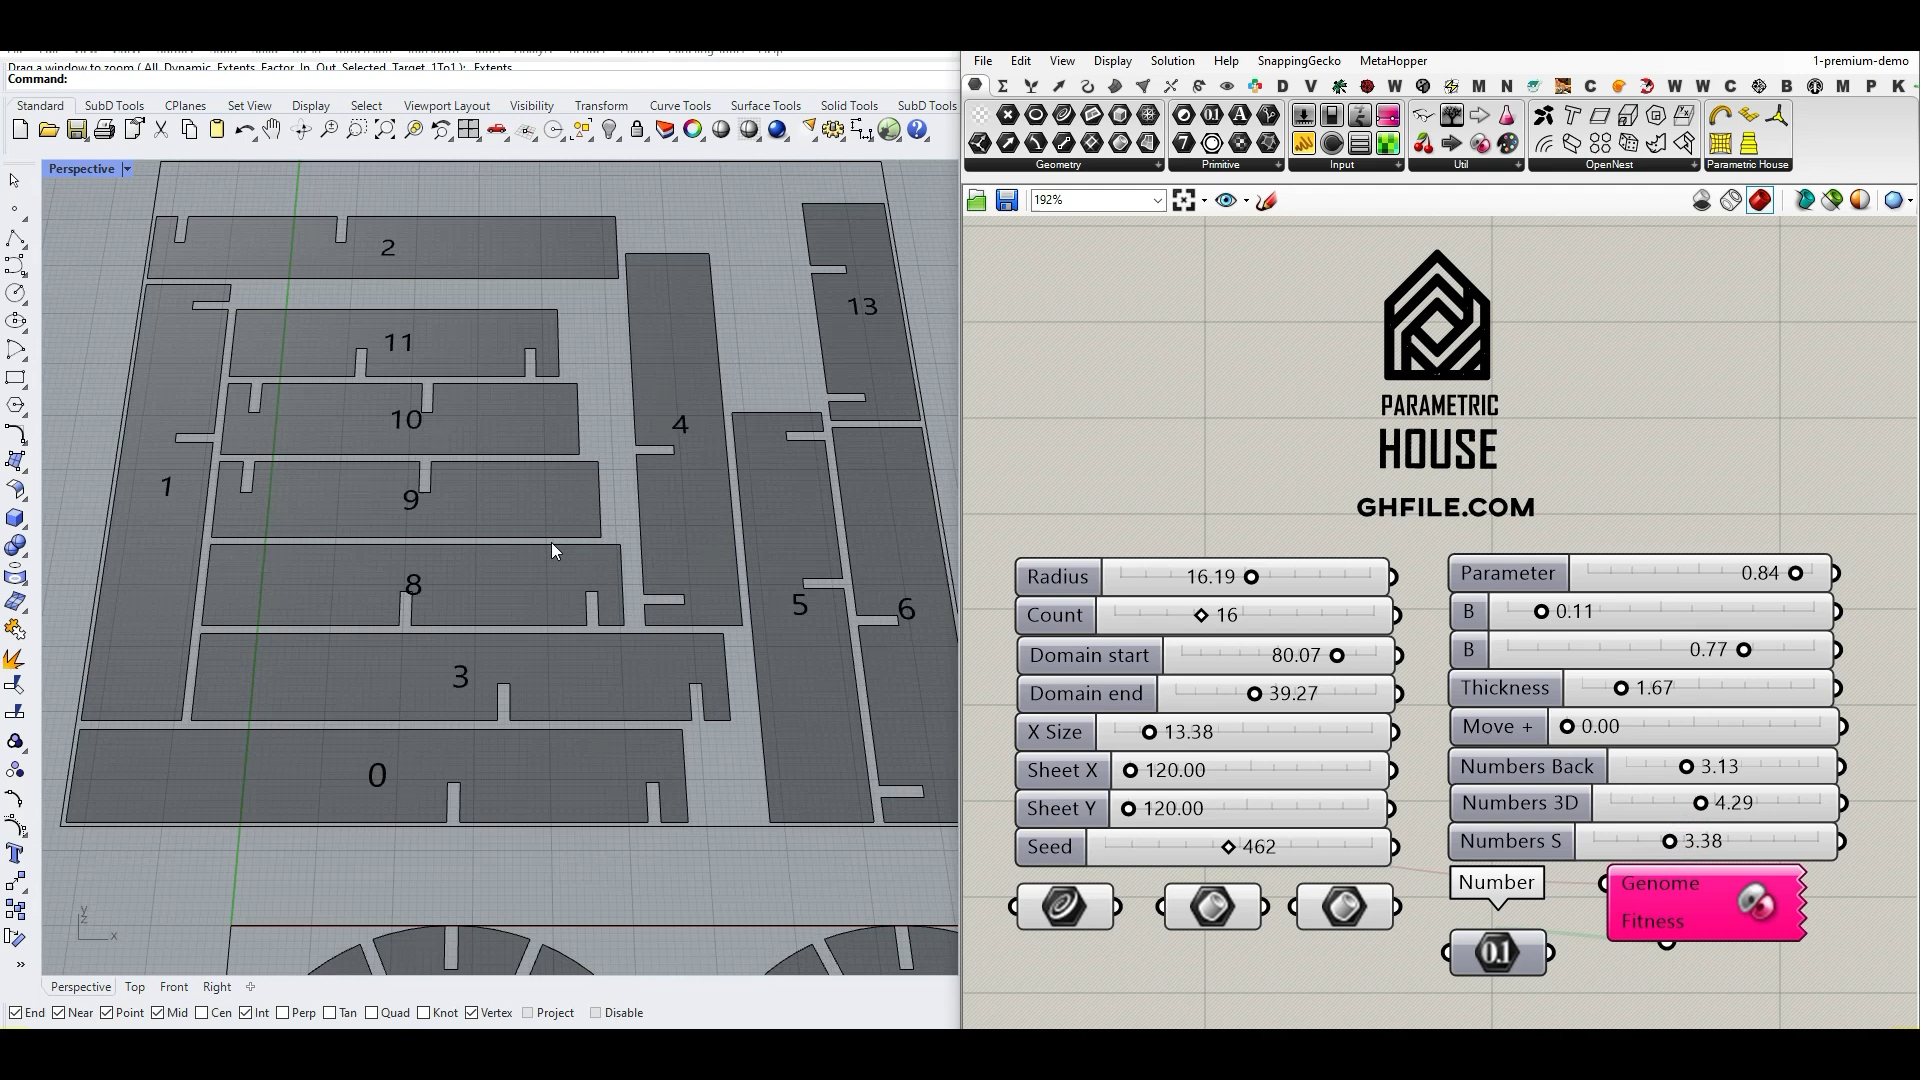 Drag a window to zoom ( All Dynamic Extents Factor In Out Selected Target 1To1 ): Extents
Command:
Standard SubD Tools CPlanes Set View Display Select Viewport Layout Visibility Transform Curve Tools Surface Tools Solid Tools SubD Tools
Perspective
2
13
11
10
4
1
9
8
5
6
3
0
y
z
x
Perspective Top Front Right
End Near Point Mid Cen Int Perp Tan Quad Knot Vertex Project Disable
File Edit View Display Solution Help SnappingGecko MetaHopper 1-premium-demo
D V W M N C W W C B M P K
Geometry Primitive Input Util OpenNest Parametric House
192%
PARAMETRIC
HOUSE
GHFILE.COM
Radius 16.19
Count 16
Domain start 80.07
Domain end 39.27
X Size 13.38
Sheet X 120.00
Sheet Y 120.00
Seed 462
Parameter 0.84
B 0.11
B 0.77
Thickness 1.67
Move + 0.00
Numbers Back 3.13
Numbers 3D 4.29
Numbers S 3.38
Number
Genome
Fitness
0.1